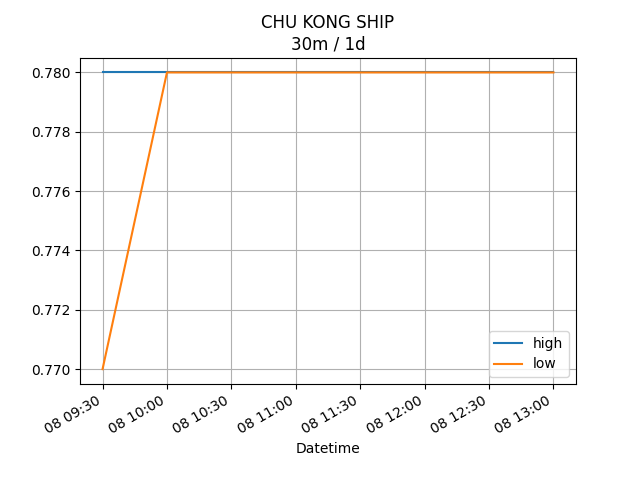 CHU KONG SHIP
30m / 1d
0.780
0.778
0.776
0.774
0.772
0.770
high
low
08 09:30
08 10:00
08 10:30
08 11:00
08 11:30
08 12:00
08 12:30
08 13:00
Datetime